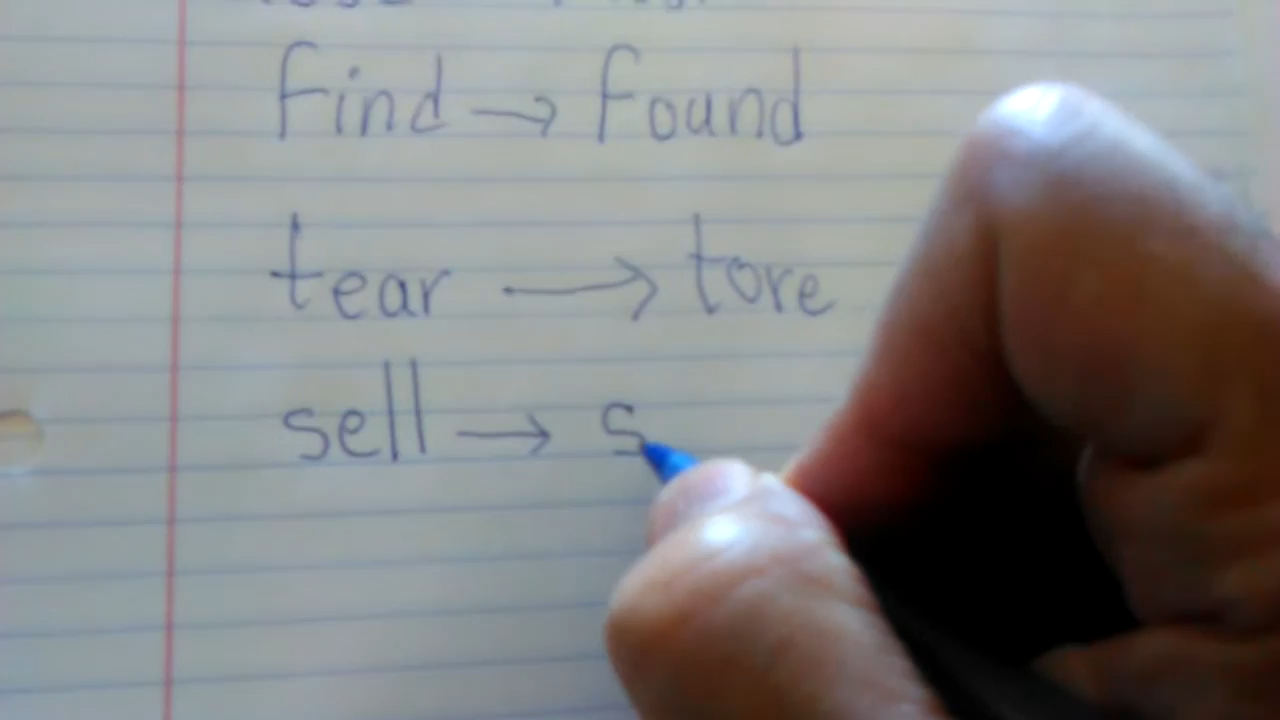 Find → Found
tear → tore
sell → s